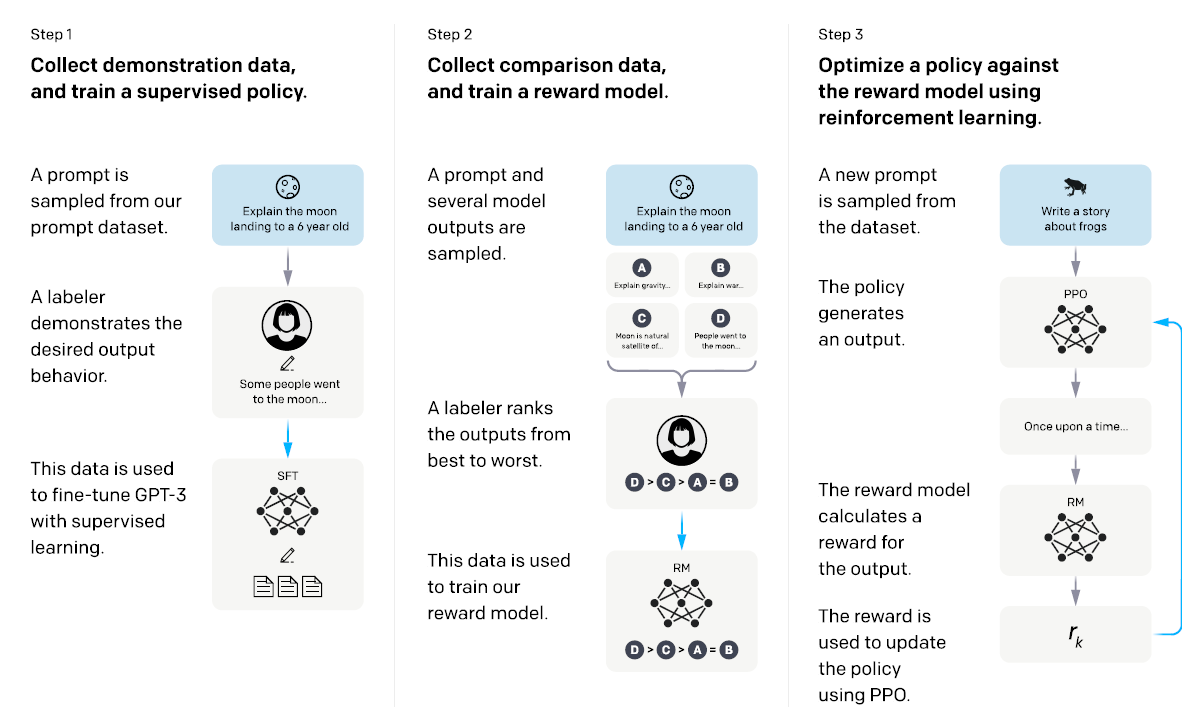 Step 1
Collect demonstration data,
and train a supervised policy.
A prompt is
sampled from our
prompt dataset.
Explain the moon
landing to a 6 year old
A labeler
demonstrates the
desired output
behavior.
Some people went
to the moon...
This data is used
to fine-tune GPT-3
with supervised
learning.
SFT
Step 2
Collect comparison data,
and train a reward model.
A prompt and
several model
outputs are
sampled.
Explain the moon
landing to a 6 year old
A
Explain gravity...
B
Explain war...
C
Moon is natural
satellite of...
D
People went to
the moon...
A labeler ranks
the outputs from
best to worst.
D > C > A = B
This data is used
to train our
reward model.
RM
D > C > A = B
Step 3
Optimize a policy against
the reward model using
reinforcement learning.
A new prompt
is sampled from
the dataset.
Write a story
about frogs
The policy
generates
an output.
PPO
Once upon a time...
The reward model
calculates a
reward for
the output.
RM
The reward is
used to update
the policy
using PPO.
r_k